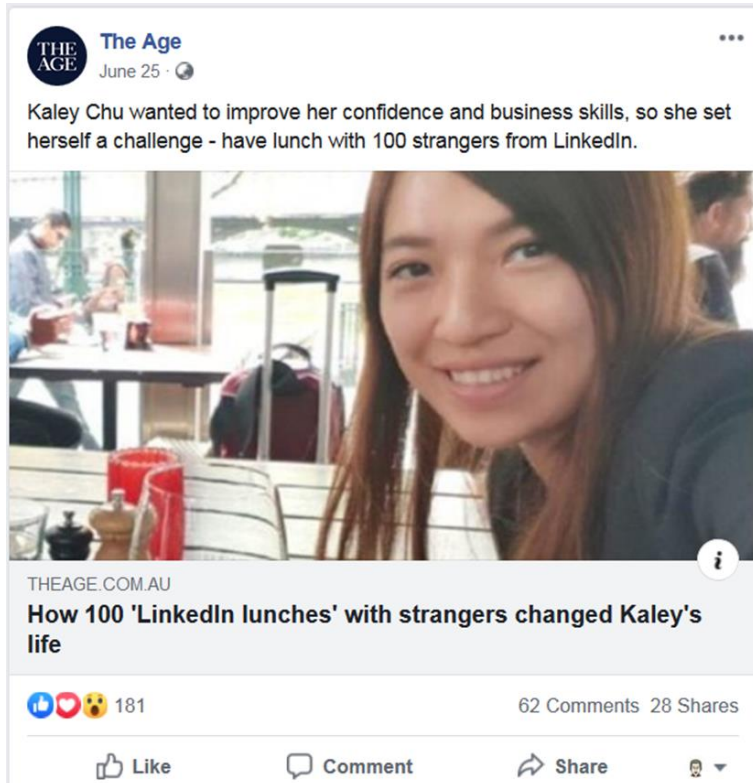 THE
AGE
The Age
June 25
Kaley Chu wanted to improve her confidence and business skills, so she set
herself a challenge - have lunch with 100 strangers from LinkedIn.
i
THEAGE.COM.AU
How 100 'LinkedIn lunches' with strangers changed Kaley's
life
181
62 Comments 28 Shares
Like
Comment
Share